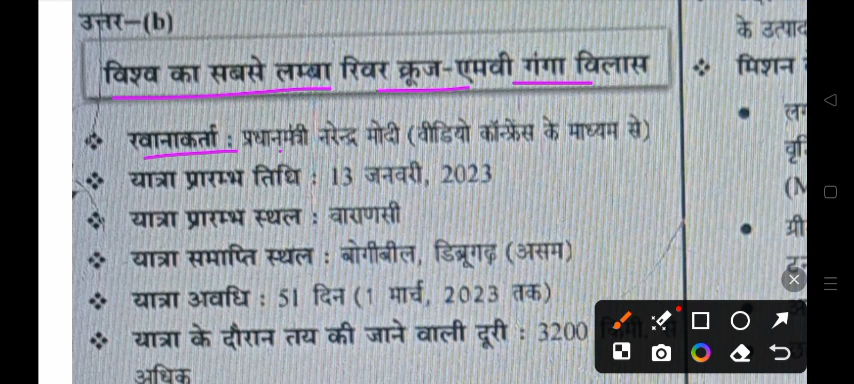 उत्तर–(b)
विश्व का सबसे लम्बा रिवर क्रूज-एमवी गंगा विलास
रवानाकर्ता : प्रधानमंत्री नरेन्द्र मोदी (वीडियो कॉन्फ्रेंस के माध्यम से)
यात्रा प्रारम्भ तिथि : 13 जनवरी, 2023
यात्रा प्रारम्भ स्थल : वाराणसी
यात्रा समाप्ति स्थल : बोगीबील, डिब्रूगढ़ (असम)
यात्रा अवधि : 51 दिन (1 मार्च, 2023 तक)
यात्रा के दौरान तय की जाने वाली दूरी : 3200
अधिक
के उत्पाद
मिशन